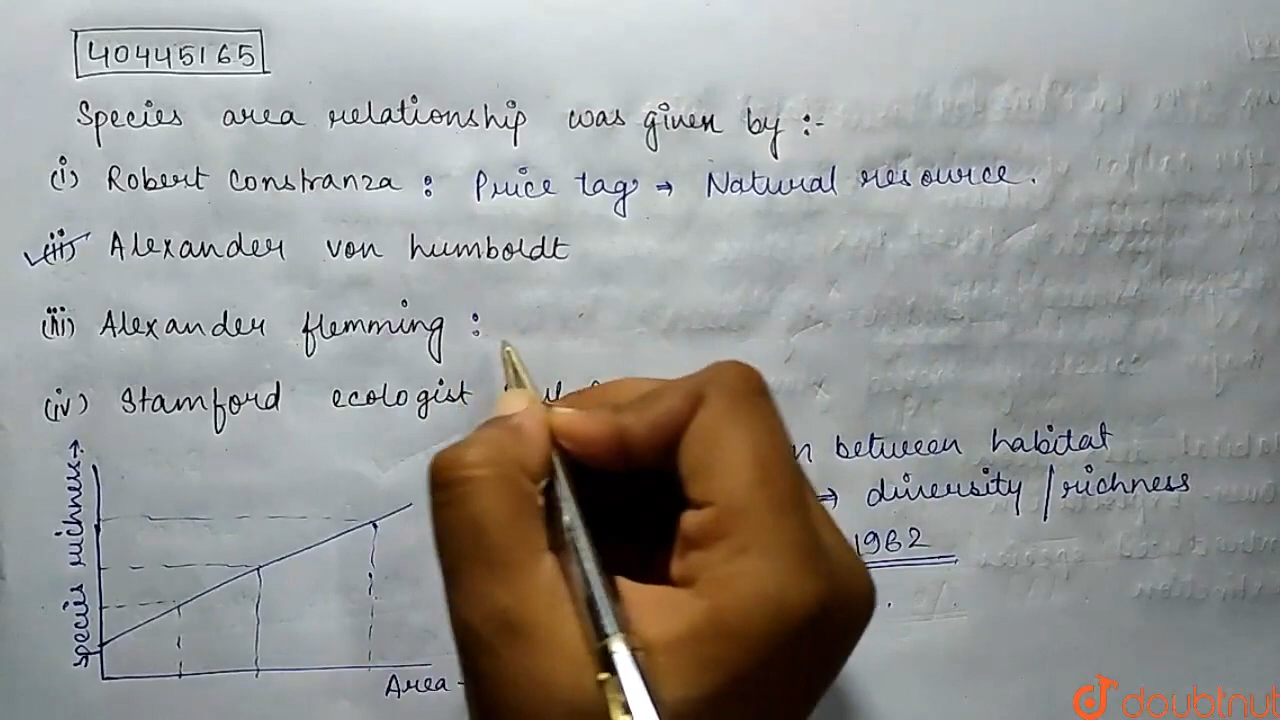 40445165
Species area relationship was given by :-
(i) Robert Constranza : Price tag → Natural resource.
(ii) Alexander von humboldt
(iii) Alexander flemming :
(iv) Stamford ecologist
between habitat
→ diversity / richness
1962
Species richness →
Area
doubtnut